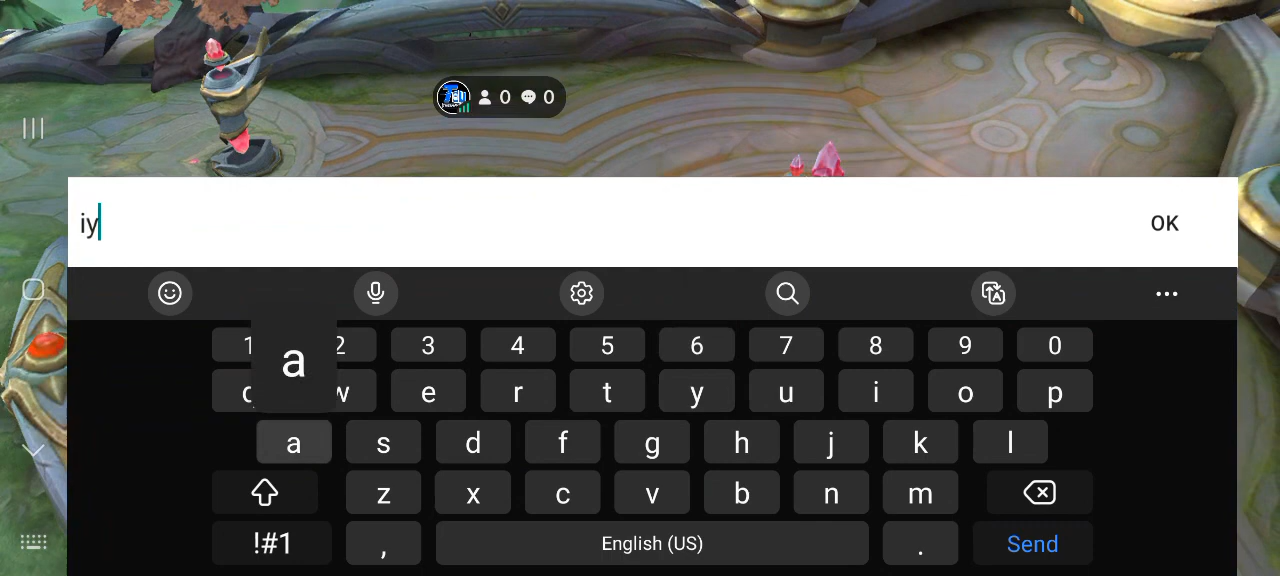 0 0
iy
OK
a
1 2 3 4 5 6 7 8 9 0
q w e r t y u i o p
a s d f g h j k l
z x c v b n m
!#1 , English (US) . Send